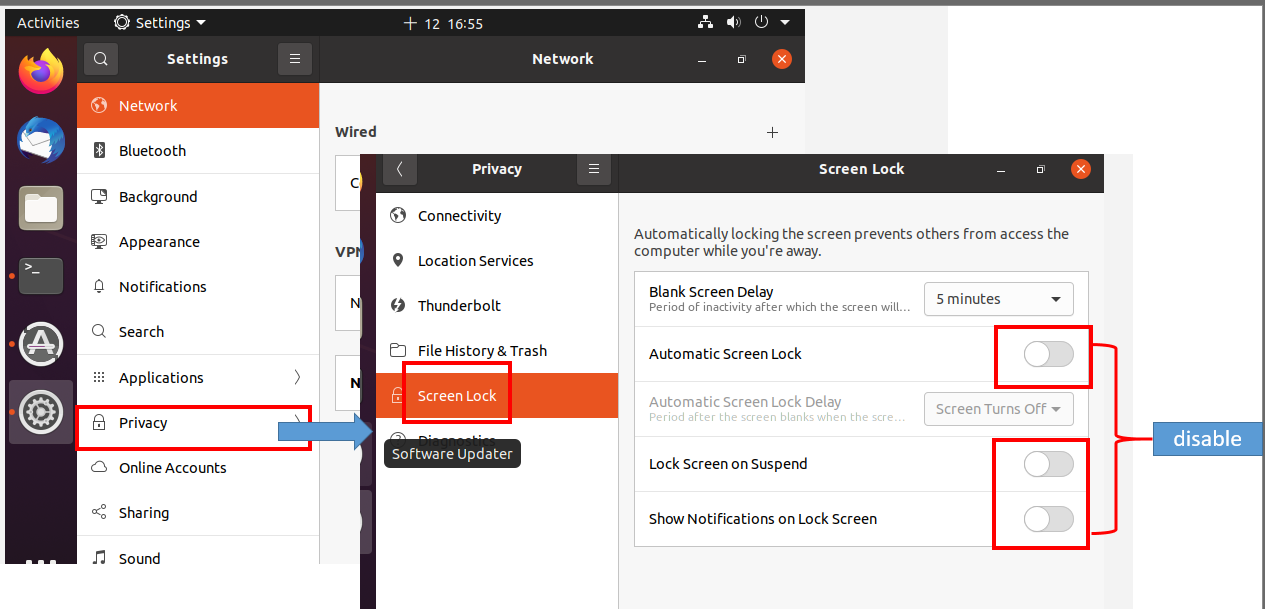 Activities
Settings
12 16:55
Settings
Network
Network
Bluetooth
Background
Appearance
Notifications
Search
Applications
Privacy
Online Accounts
Sharing
Sound
Wired
VPN
N
N
Privacy
Screen Lock
Connectivity
Location Services
Thunderbolt
File History & Trash
Screen Lock
Diagnostics
Software Updater
Automatically locking the screen prevents others from access the
computer while you're away.
Blank Screen Delay
Period of inactivity after which the screen will...
5 minutes
Automatic Screen Lock
Automatic Screen Lock Delay
Period after the screen blanks when the scre...
Screen Turns Off
Lock Screen on Suspend
Show Notifications on Lock Screen
disable